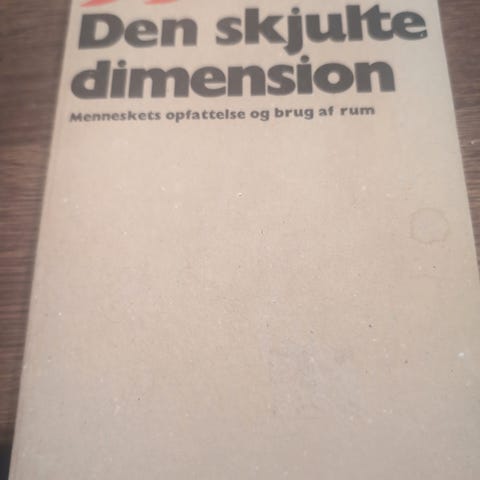 Den skjulte
dimension
Menneskets opfattelse og brug af rum